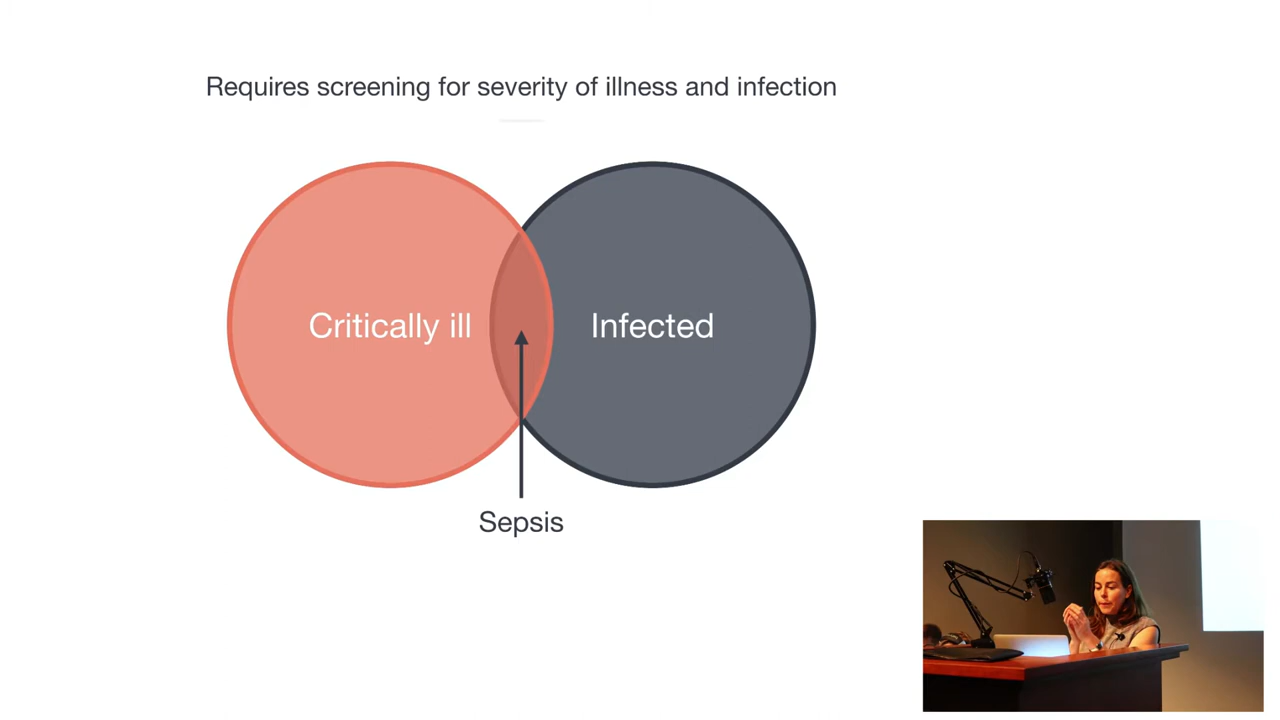 Requires screening for severity of illness and infection
Critically ill
Infected
Sepsis